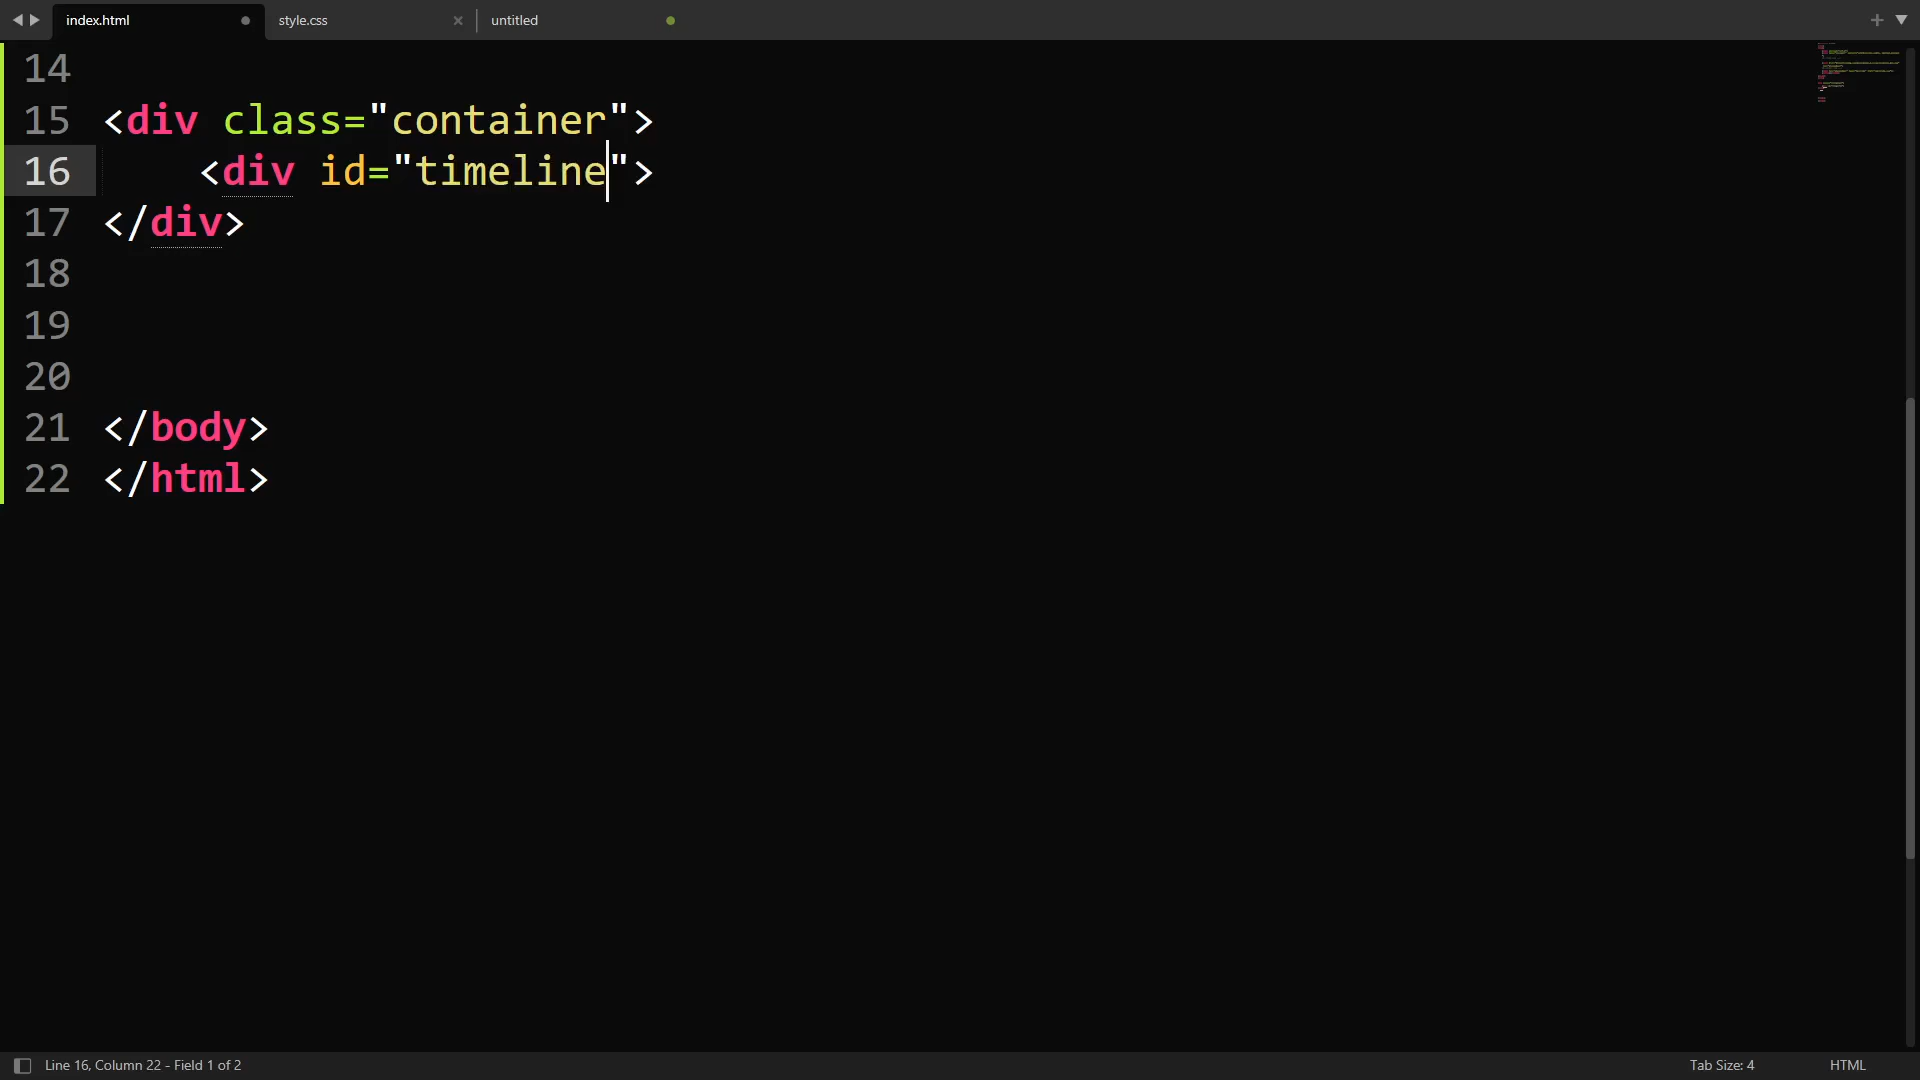 index.html
style.css
untitled
14
15 <div class="container">
16 <div id="timeline">
17 </div>
18
19
20
21 </body>
22 </html>
Line 16, Column 22 - Field 1 of 2
Tab Size: 4
HTML